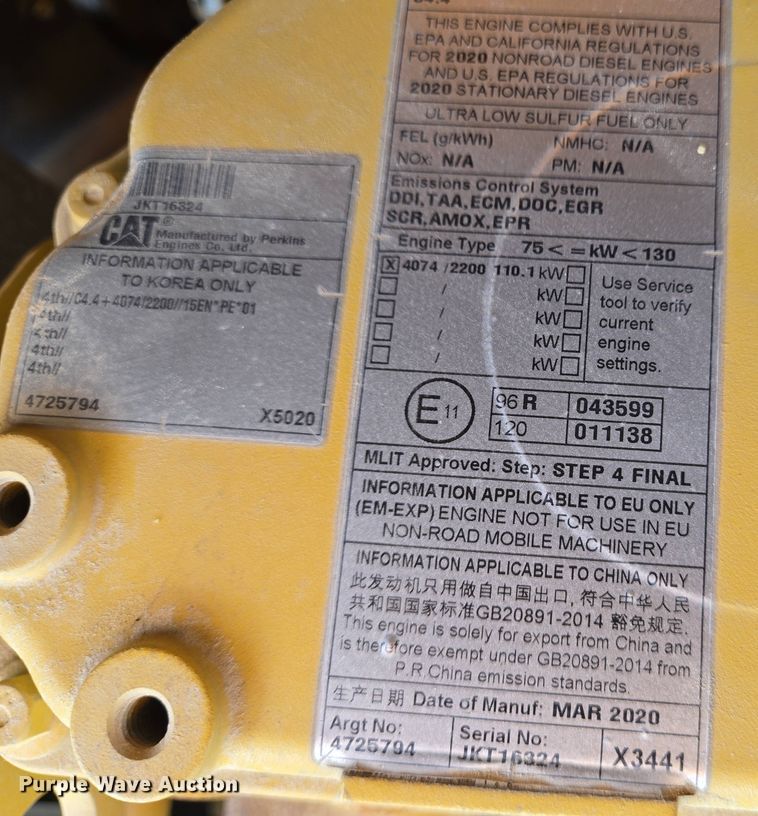 JKT16324
CAT® Manufactured by Perkins
Engines Co. Ltd.
INFORMATION APPLICABLE
TO KOREA ONLY
4th//C4.4+4074/2200//15EN*PE*01
4th//
4th//
4th//
4th//
4725794 X5020
THIS ENGINE COMPLIES WITH U.S.
EPA AND CALIFORNIA REGULATIONS
FOR 2020 NONROAD DIESEL ENGINES
AND U.S. EPA REGULATIONS FOR
2020 STATIONARY DIESEL ENGINES
ULTRA LOW SULFUR FUEL ONLY
FEL (g/kWh) NMHC: N/A
NOx: N/A PM: N/A
Emissions Control System
DDI,TAA,ECM,DOC,EGR
SCR,AMOX,EPR
Engine Type 75<=kW<130
X 4074 /2200 110.1 kW
/ kW
/ kW
/ kW
/ kW
Use Service
tool to verify
current
engine
settings.
E 11
96 R 043599
120 011138
MLIT Approved: Step: STEP 4 FINAL
INFORMATION APPLICABLE TO EU ONLY
(EM-EXP) ENGINE NOT FOR USE IN EU
NON-ROAD MOBILE MACHINERY
INFORMATION APPLICABLE TO CHINA ONLY
此发动机只用做自中国出口,符合中华人民
共和国国家标准GB20891-2014 豁免规定.
This engine is solely for export from China and
is therefore exempt under GB20891-2014 from
P.R.China emission standards.
生产日期 Date of Manuf: MAR 2020
Argt No:
4725794
Serial No:
JKT16324
X3441
Purple Wave Auction